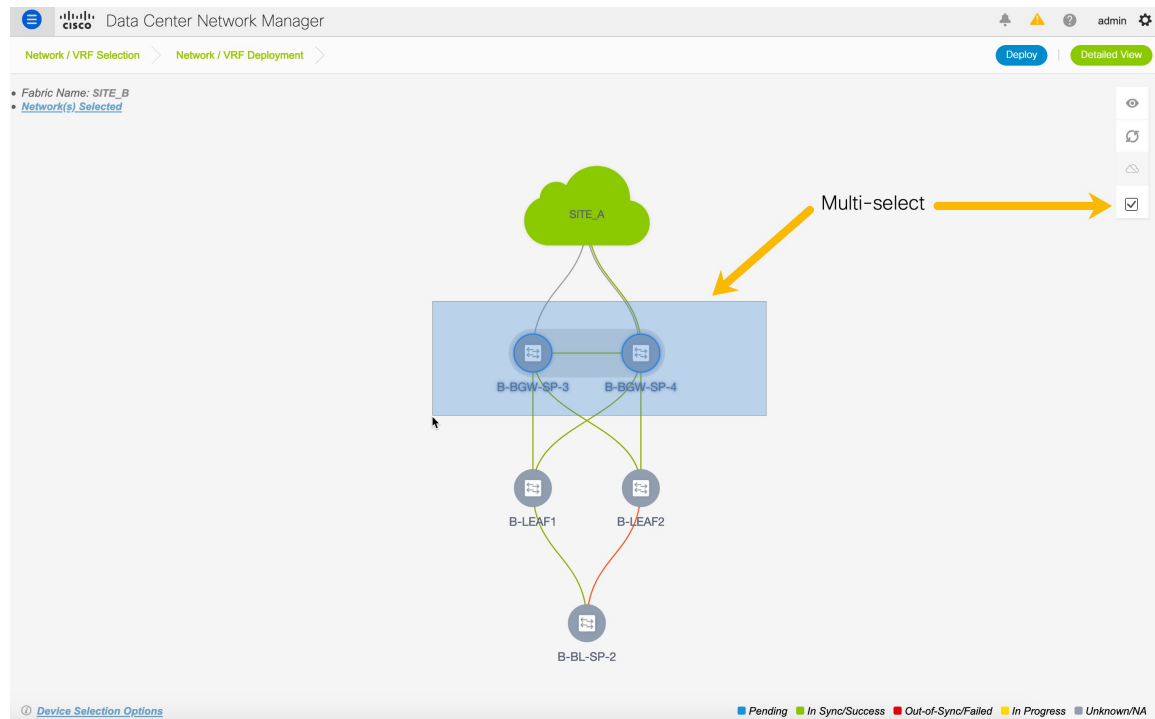 cisco Data Center Network Manager
admin
Network / VRF Selection
Network / VRF Deployment
Deploy
Detailed View
Fabric Name: SITE_B
Network(s) Selected
SITE_A
Multi-select
B-BGW-SP-3
B-BGW-SP-4
B-LEAF1
B-LEAF2
B-BL-SP-2
Device Selection Options
Pending In Sync/Success Out-of-Sync/Failed In Progress Unknown/NA